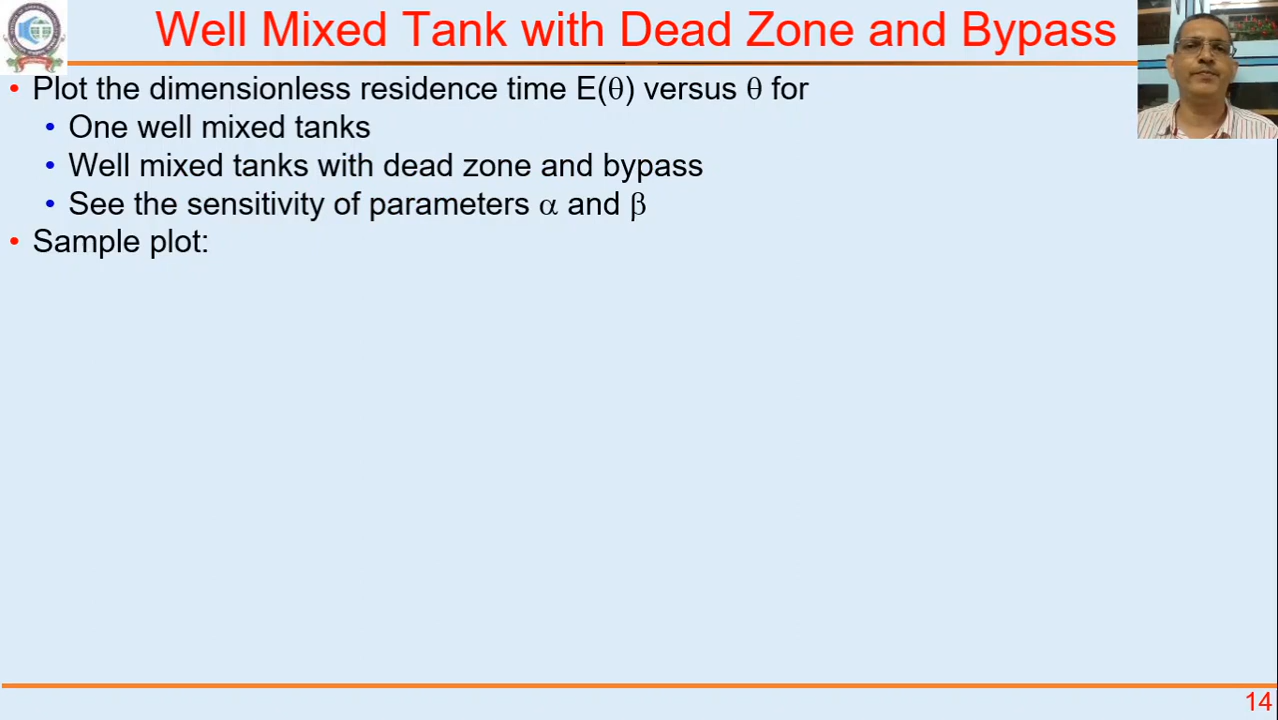 Well Mixed Tank with Dead Zone and Bypass
• Plot the dimensionless residence time E(θ) versus θ for
• One well mixed tanks
• Well mixed tanks with dead zone and bypass
• See the sensitivity of parameters α and β
• Sample plot:
14